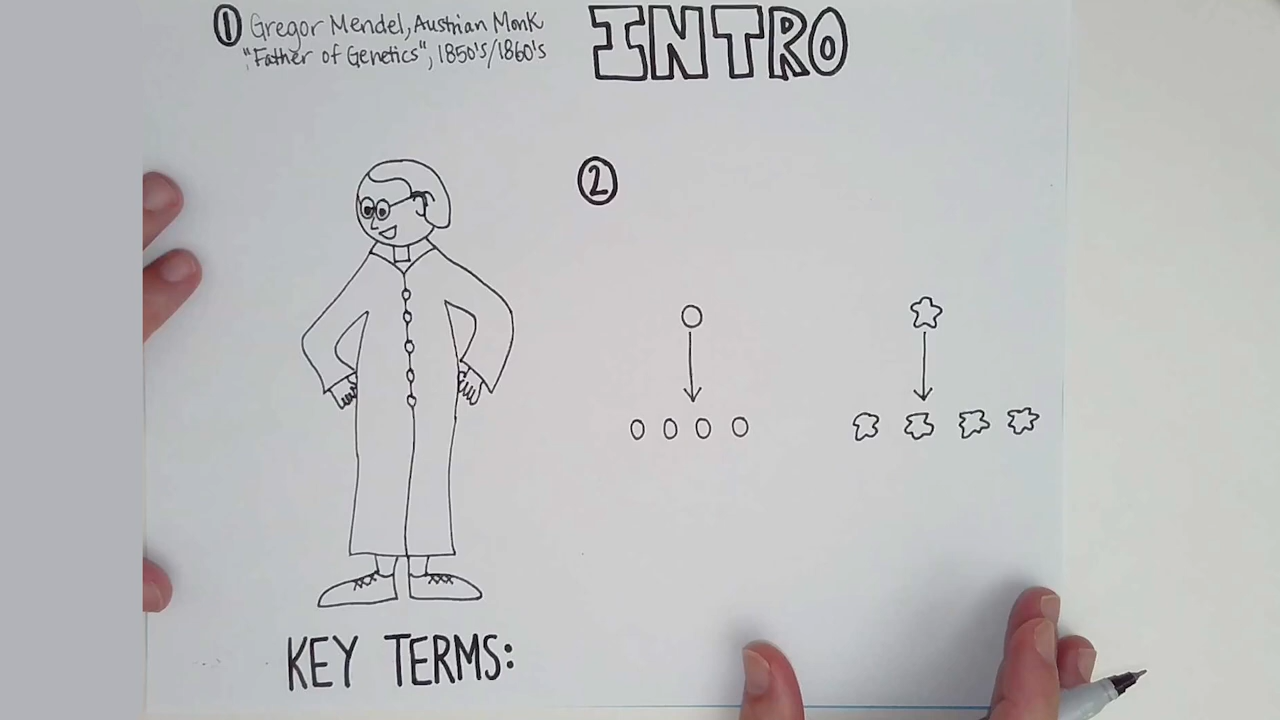 ① Gregor Mendel, Austrian Monk
"Father of Genetics", 1850's/1860's
INTRO
②
KEY TERMS: